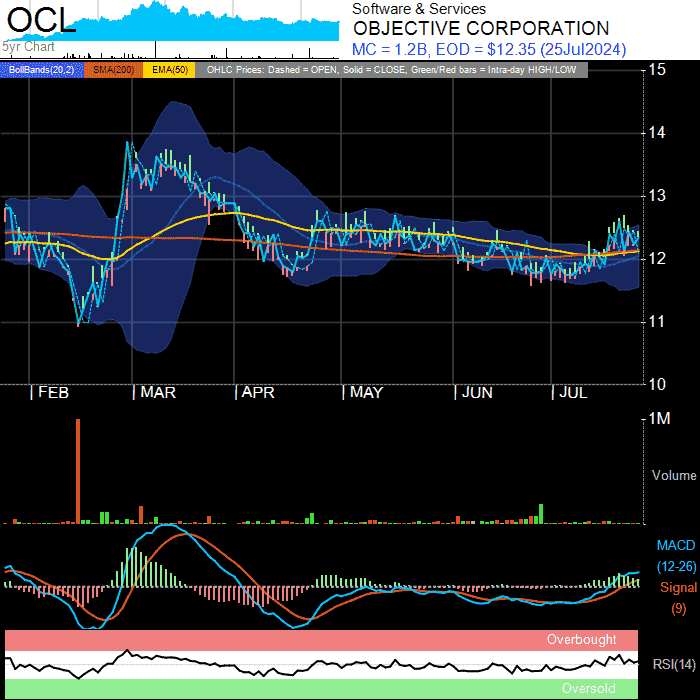 OCL
5yr Chart
Software & Services
OBJECTIVE CORPORATION
MC = 1.2B, EOD = $12.35 (25Jul2024)
BollBands(20,2) SMA(200) EMA(50) OHLC Prices: Dashed = OPEN, Solid = CLOSE, Green/Red bars = Intra-day HIGH/LOW
15
14
13
12
11
10
| FEB | MAR | APR | MAY | JUN | JUL
1M
Volume
MACD
(12-26)
Signal
(9)
Overbought
RSI(14)
Oversold